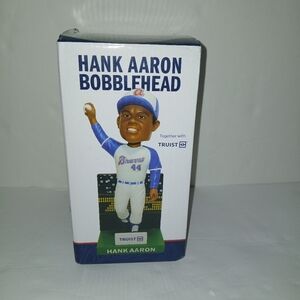 HANK AARON
BOBBLEHEAD
Together with
TRUIST
Braves
44
TRUIST
HANK AARON